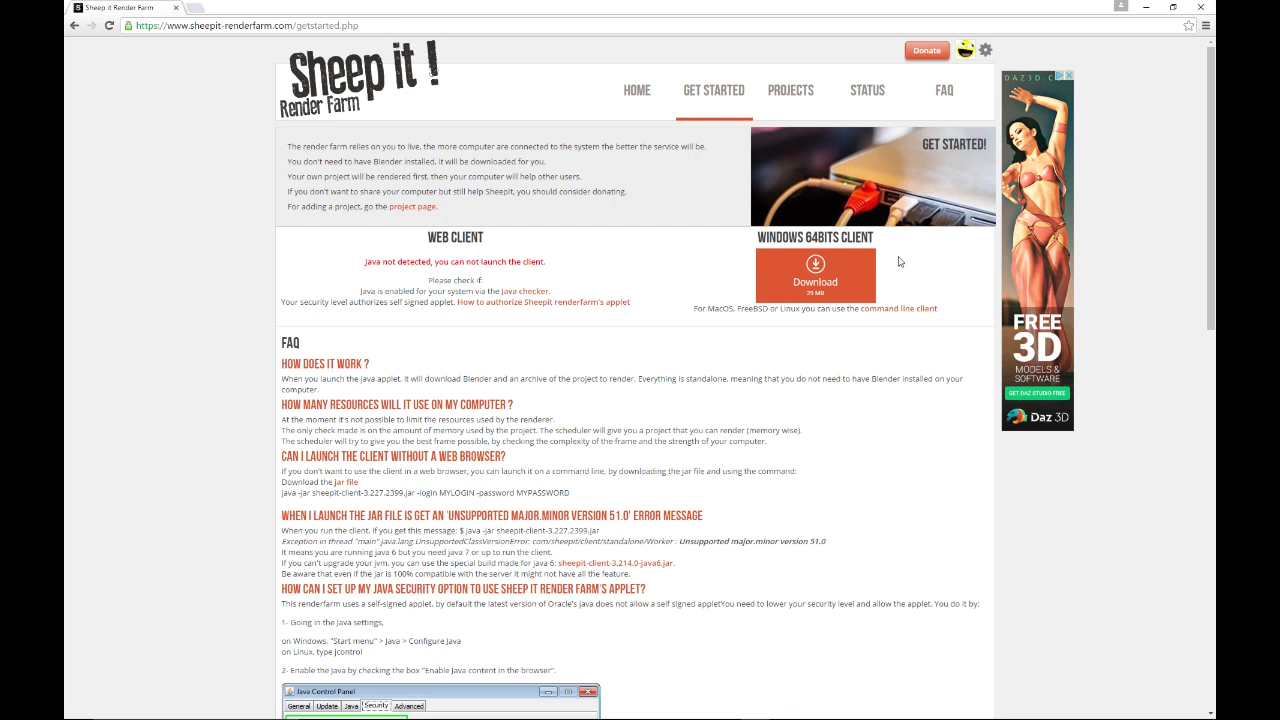 Sheep it Render Farm
https://www.sheepit-renderfarm.com/getstarted.php
Sheep it !
Render Farm
Donate
HOME GET STARTED PROJECTS STATUS FAQ
The render farm relies on you to live, the more computer are connected to the system the better the service will be.
You don't need to have Blender installed, it will be downloaded for you.
Your own project will be rendered first, then your computer will help other users.
If you don't want to share your computer but still help SheepIt, you should consider donating.
For adding a project, go the project page.
GET STARTED!
WEB CLIENT
Java not detected, you can not launch the client.
Please check if:
Java is enabled for your system via the Java checker.
Your security level authorizes self signed applet. How to authorize Sheepit renderfarm's applet
WINDOWS 64BITS CLIENT
Download
29 MB
For MacOS, FreeBSD or Linux you can use the command line client
DAZ3D.C
FREE
3D
MODELS &
SOFTWARE
GET DAZ STUDIO FREE
Daz 3D
FAQ
HOW DOES IT WORK ?
When you launch the java applet, it will download Blender and an archive of the project to render. Everything is standalone, meaning that you do not need to have Blender installed on your
computer.
HOW MANY RESOURCES WILL IT USE ON MY COMPUTER ?
At the moment it's not possible to limit the resources used by the renderer.
The only check made is on the amount of memory used by the project. The scheduler will give you a project that you can render (memory wise).
The scheduler will try to give you the best frame possible, by checking the complexity of the frame and the strength of your computer.
CAN I LAUNCH THE CLIENT WITHOUT A WEB BROWSER?
If you don't want to use the client in a web browser, you can launch it on a command line, by downloading the jar file and using the command:
Download the jar file
java -jar sheepit-client-3.227.2399.jar -login MYLOGIN -password MYPASSWORD
WHEN I LAUNCH THE JAR FILE IS GET AN 'UNSUPPORTED MAJOR.MINOR VERSION 51.0' ERROR MESSAGE
When you run the client, if you get this message: $ java -jar sheepit-client-3.227.2399.jar
Exception in thread "main" java.lang.UnsupportedClassVersionError: com/sheepit/client/standalone/Worker : Unsupported major.minor version 51.0
It means you are running java 6 but you need java 7 or up to run the client.
If you can't upgrade your jvm, you can use the special build made for java 6: sheepit-client-3.214.0-java6.jar.
Be aware that even if the jar is 100% compatible with the server it might not have all the feature.
HOW CAN I SET UP MY JAVA SECURITY OPTION TO USE SHEEP IT RENDER FARM'S APPLET?
This renderfarm uses a self-signed applet, by default the latest version of Oracle's java does not allow a self signed appletYou need to lower your security level and allow the applet. You do it by:
1- Going in the Java settings,
on Windows, "Start menu" > Java > Configure Java
on Linux, type jcontrol
2- Enable the Java by checking the box "Enable Java content in the browser".
Java Control Panel
General Update Java Security Advanced